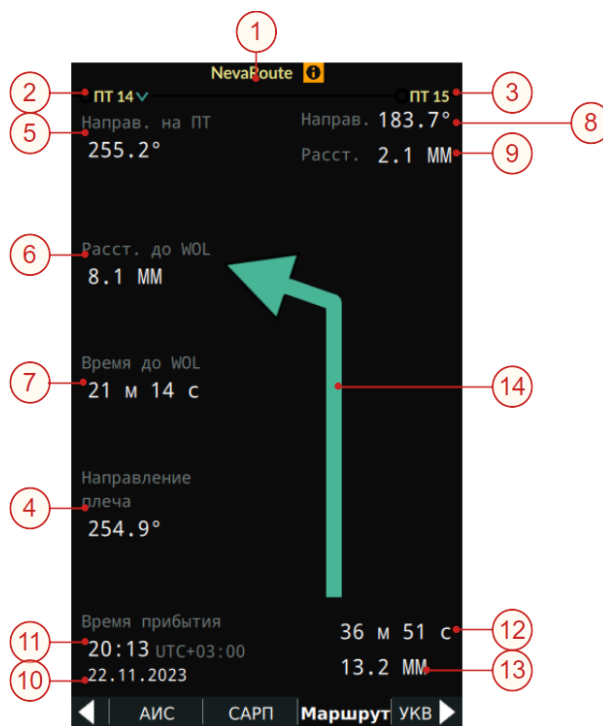 1
NevaRoute i
2 ПТ 14 ПТ 15 3
5 Направ. на ПТ Направ. 183.7° 8
255.2° Расст. 2.1 ММ 9
6 Расст. до WOL
8.1 ММ
7 Время до WOL
21 м 14 с
14
4 Направление
плеча
254.9°
Время прибытия 36 м 51 с 12
11 20:13 UTC+03:00 13.2 ММ 13
10 22.11.2023
АИС САРП Маршрут УКВ